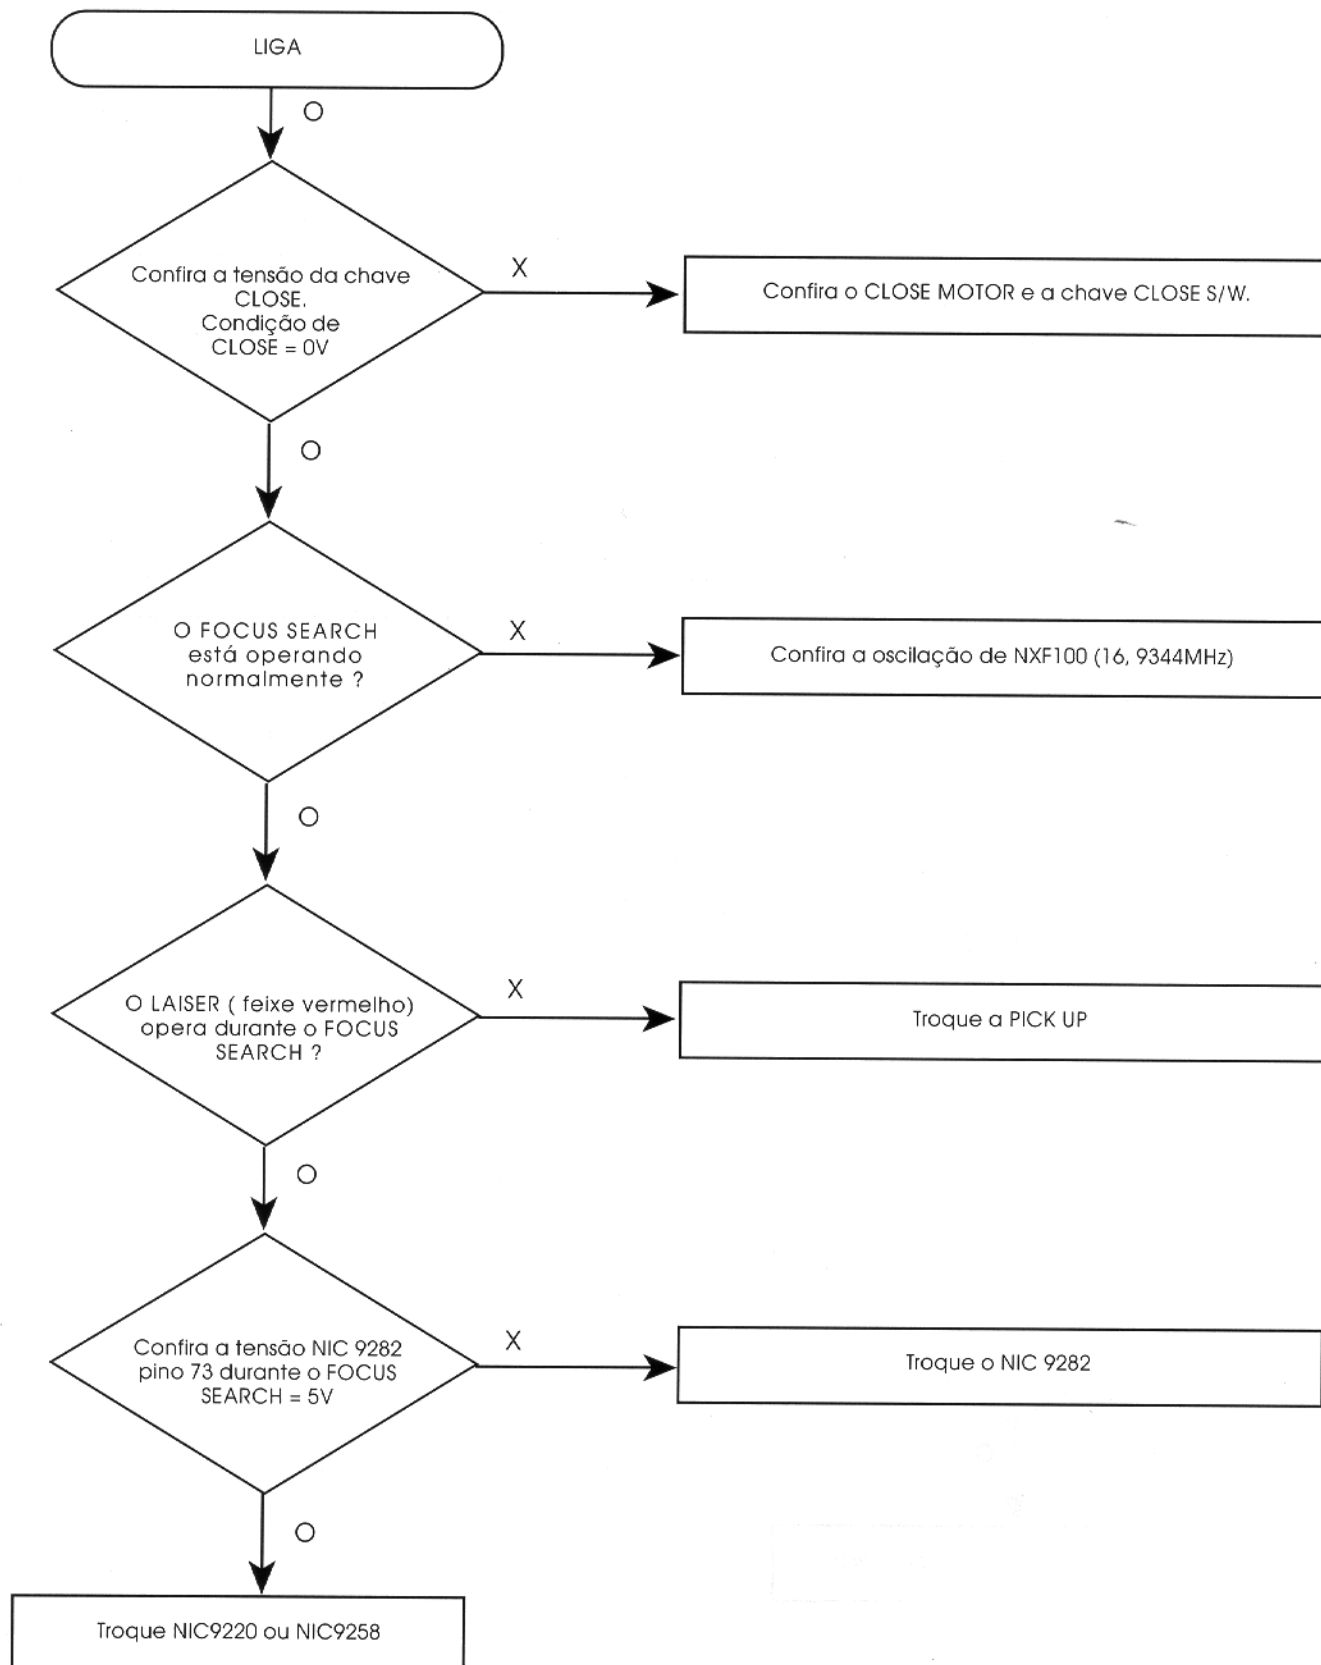 LIGA
O
Confira a tensão da chave
CLOSE.
Condição de
CLOSE = 0V
X
Confira o CLOSE MOTOR e a chave CLOSE S/W.
O
O FOCUS SEARCH
está operando
normalmente ?
X
Confira a oscilação de NXF100 (16, 9344MHz)
O
O LAISER ( feixe vermelho)
opera durante o FOCUS
SEARCH ?
X
Troque a PICK UP
O
Confira a tensão NIC 9282
pino 73 durante o FOCUS
SEARCH = 5V
X
Troque o NIC 9282
O
Troque NIC9220 ou NIC9258